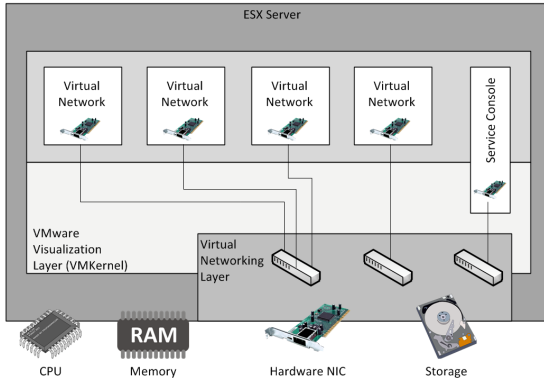 ESX Server
Virtual
Network
Virtual
Network
Virtual
Network
Virtual
Network
Service Console
VMware
Visualization
Layer (VMKernel)
Virtual
Networking
Layer
RAM
CPU
Memory
Hardware NIC
Storage